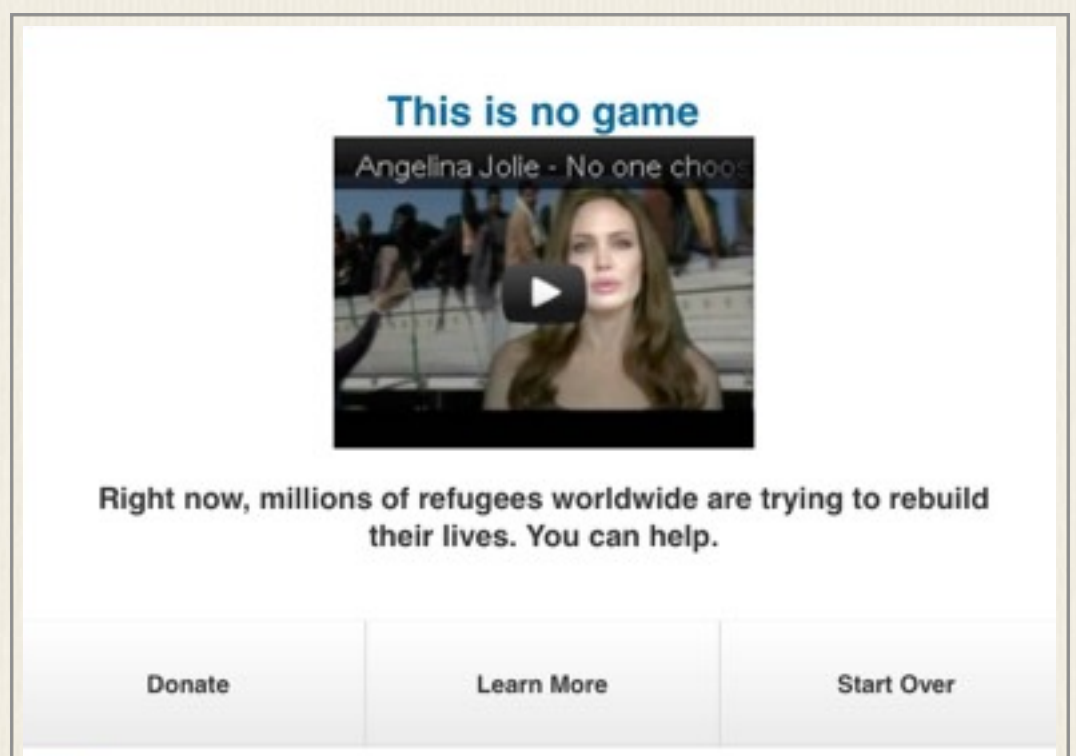 This is no game
Angelina Jolie - No one choos
Right now, millions of refugees worldwide are trying to rebuild
their lives. You can help.
Donate
Learn More
Start Over